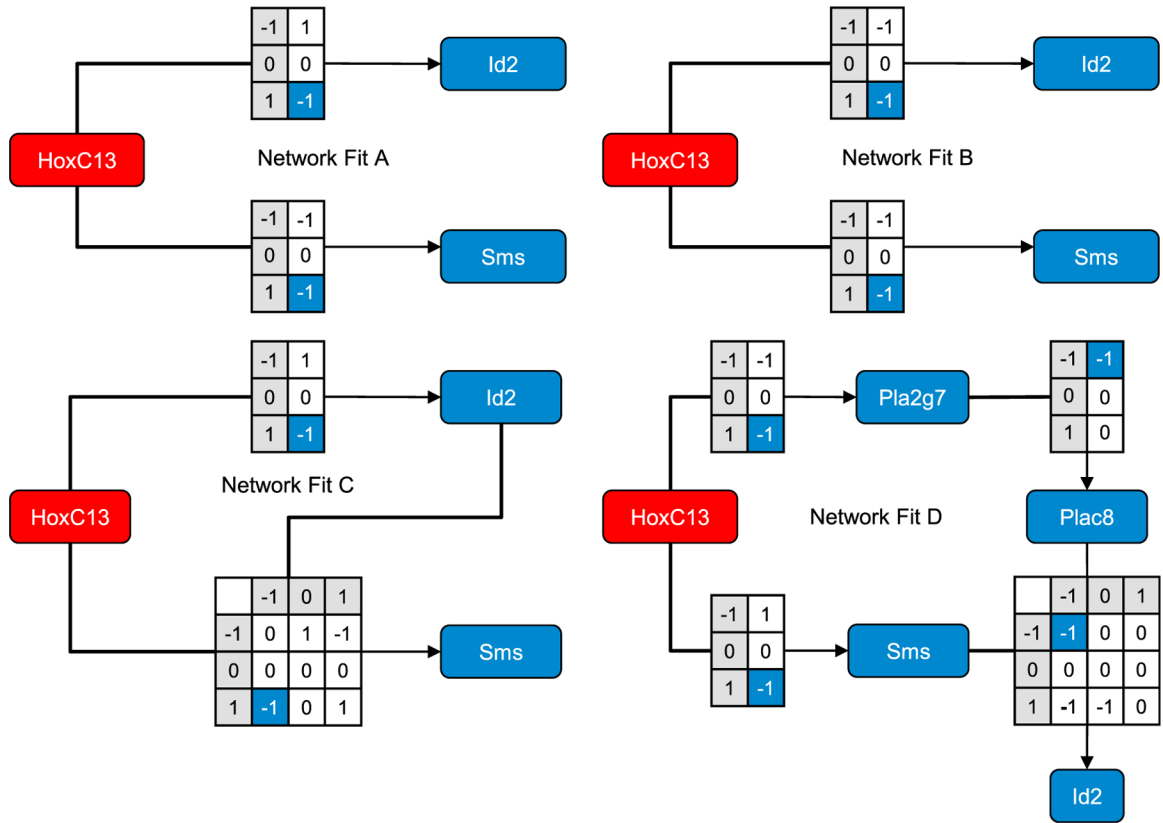 -1 1
0 0
1 -1
Id2
HoxC13
Network Fit A
-1 -1
0 0
1 -1
Sms
-1 -1
0 0
1 -1
Id2
HoxC13
Network Fit B
-1 -1
0 0
1 -1
Sms
-1 1
0 0
1 -1
Id2
Network Fit C
HoxC13
-1 0 1
-1 0 1 -1
0 0 0 0
1 -1 0 1
Sms
-1 -1
0 0
1 -1
Pla2g7
-1 -1
0 0
1 0
HoxC13
Network Fit D
Plac8
-1 1
0 0
1 -1
Sms
-1 0 1
-1 -1 0 0
0 0 0 0
1 -1 -1 0
Id2